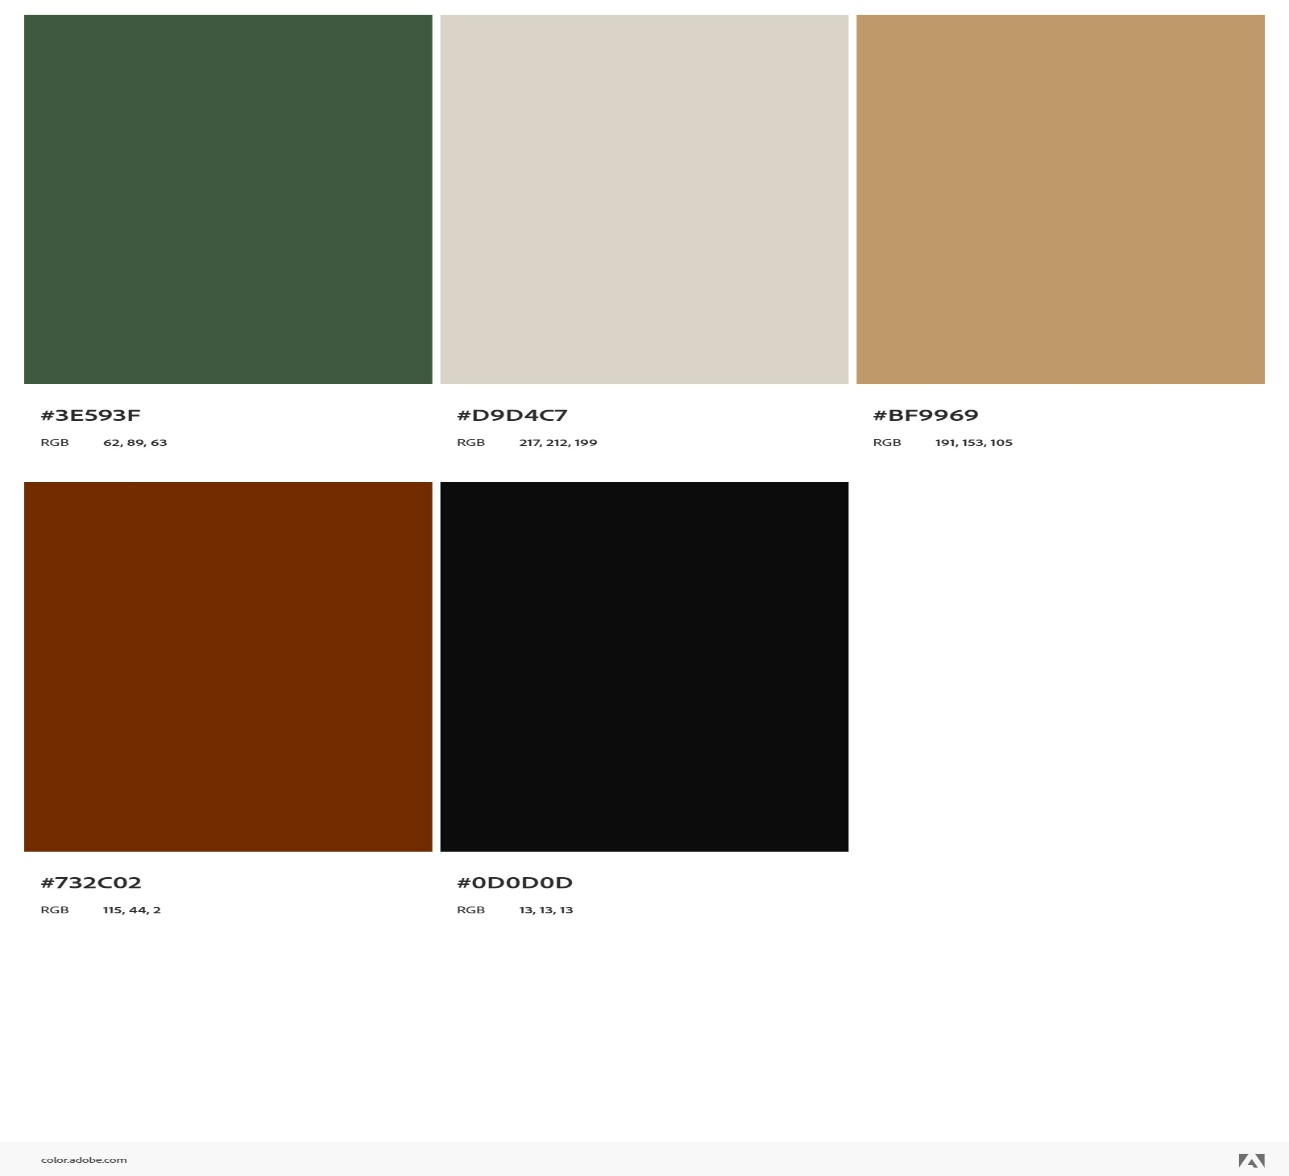 #3E593F
RGB 62, 89, 63
#D9D4C7
RGB 217, 212, 199
#BF9969
RGB 191, 153, 105
#732C02
RGB 115, 44, 2
#0D0D0D
RGB 13, 13, 13
color.adobe.com